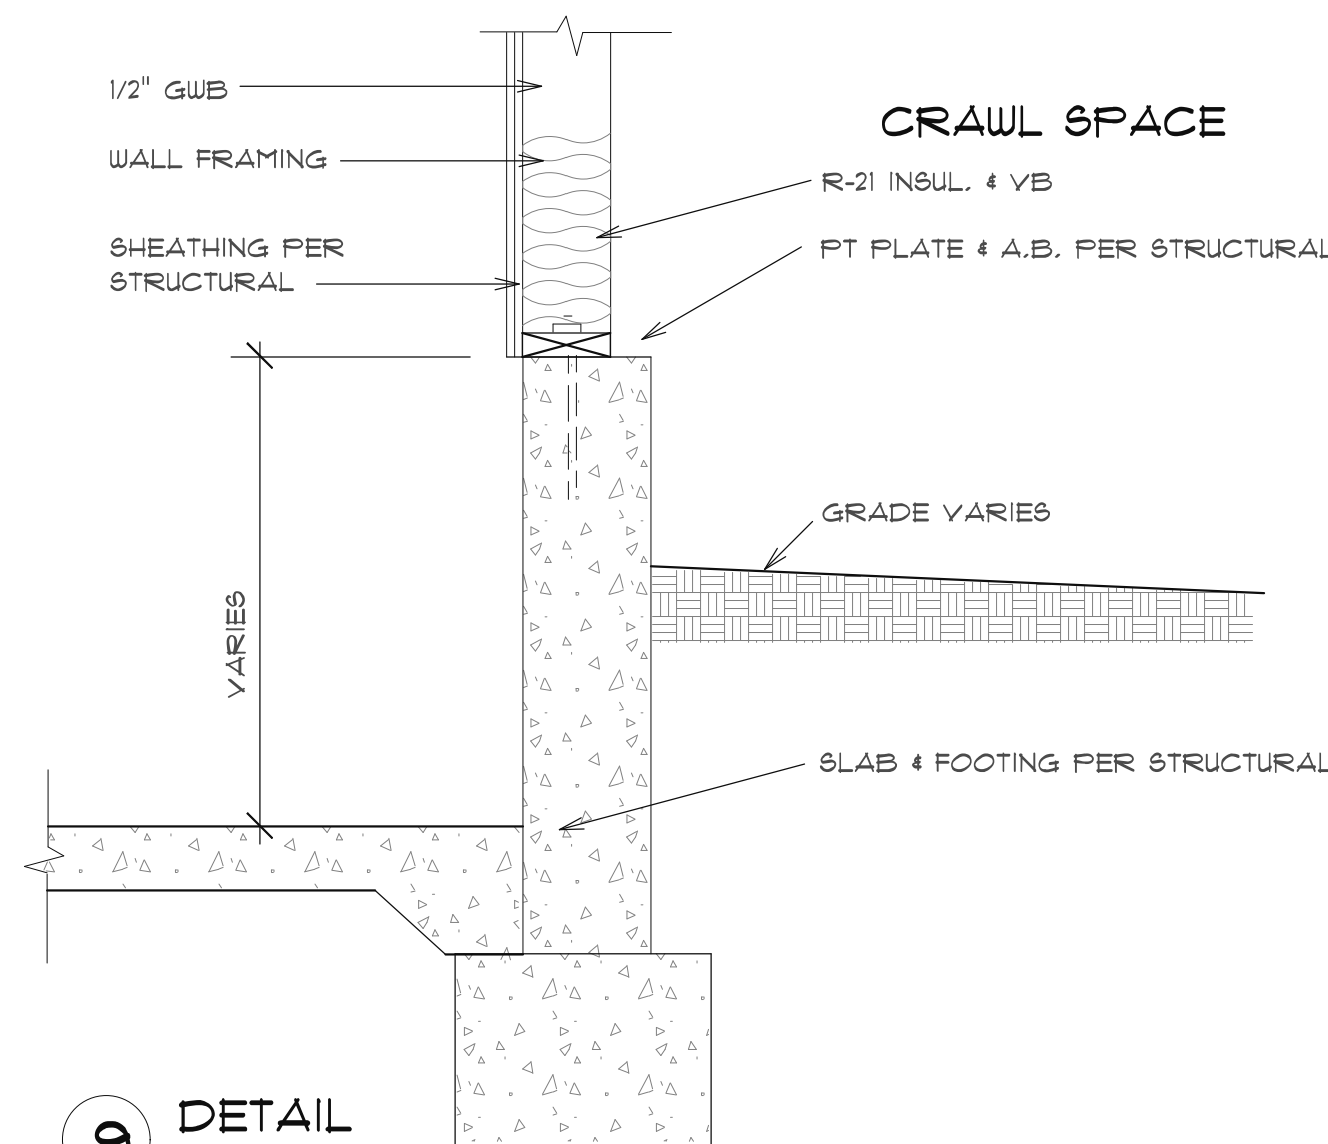 1/2" GWB
CRAWL SPACE
WALL FRAMING
R-21 INSUL. & VB
SHEATHING PER
STRUCTURAL
PT PLATE & A.B. PER STRUCTURAL
GRADE VARIES
VARIES
SLAB & FOOTING PER STRUCTURAL
DETAIL